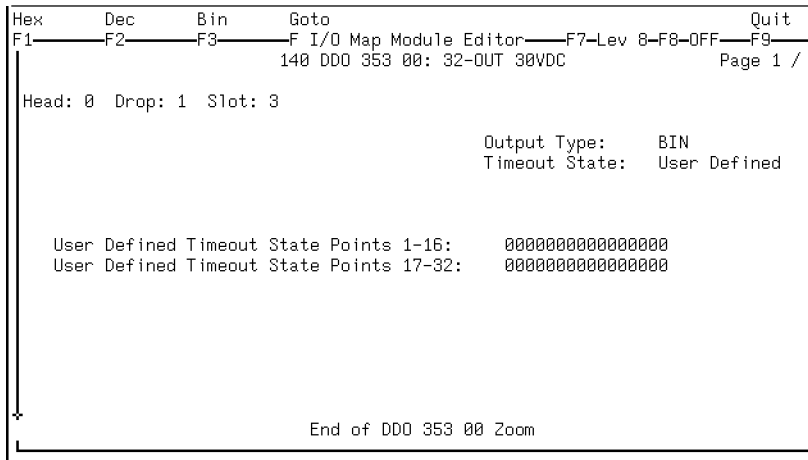 Hex Dec Bin Goto Quit
F1 F2 F3 F I/O Map Module Editor F7-Lev 8-F8-OFF F9
140 DDO 353 00: 32-OUT 30VDC Page 1 /
Head: 0 Drop: 1 Slot: 3
Output Type: BIN
Timeout State: User Defined
User Defined Timeout State Points 1-16: 0000000000000000
User Defined Timeout State Points 17-32: 0000000000000000
End of DDO 353 00 Zoom